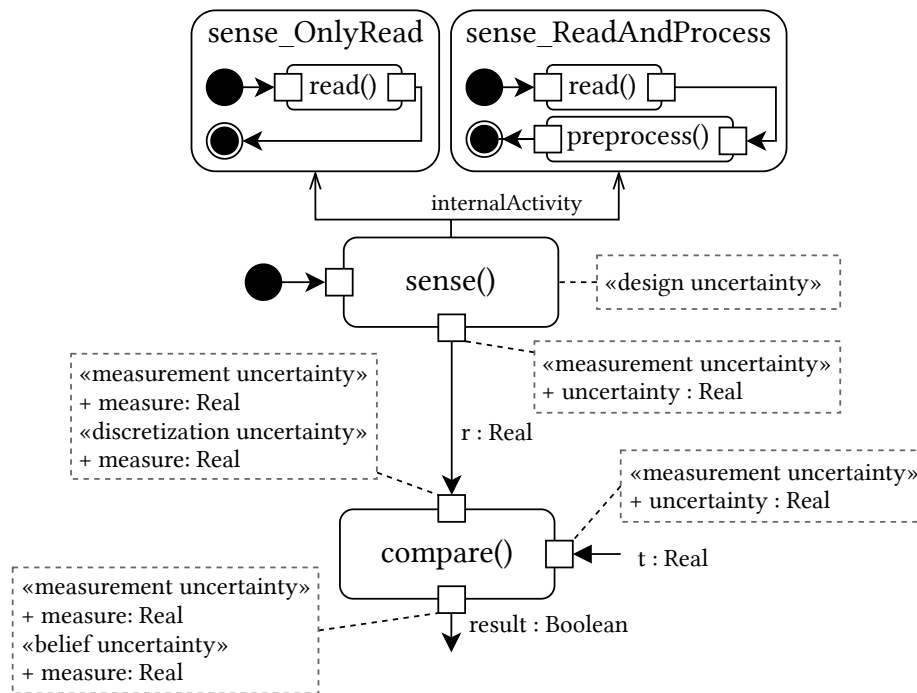 sense_OnlyRead
read()
sense_ReadAndProcess
read()
preprocess()
internalActivity
sense()
«design uncertainty»
«measurement uncertainty»
+ uncertainty : Real
«measurement uncertainty»
+ measure: Real
«discretization uncertainty»
+ measure: Real
r : Real
«measurement uncertainty»
+ uncertainty : Real
compare()
t : Real
«measurement uncertainty»
+ measure: Real
«belief uncertainty»
+ measure: Real
result : Boolean